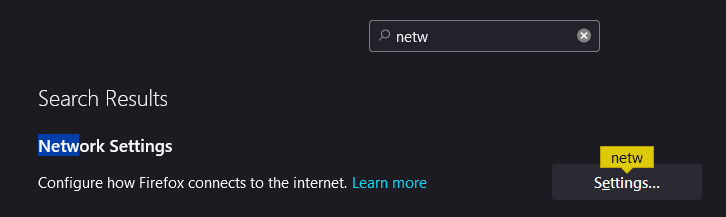 netw
Search Results
Network Settings
netw
Configure how Firefox connects to the internet. Learn more
Settings...